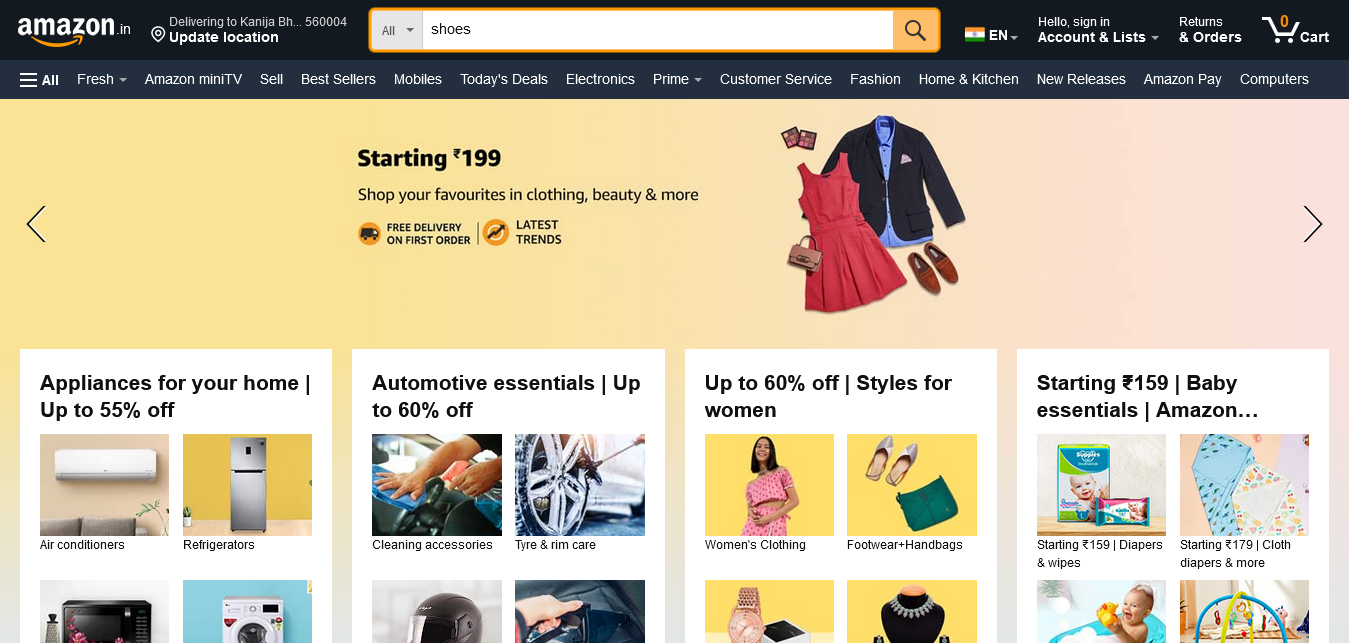 amazon.in
Delivering to Kanija Bh... 560004
Update location
All
shoes
EN
Hello, sign in
Account & Lists
Returns
& Orders
0
Cart
All
Fresh
Amazon miniTV
Sell
Best Sellers
Mobiles
Today's Deals
Electronics
Prime
Customer Service
Fashion
Home & Kitchen
New Releases
Amazon Pay
Computers
Starting ₹199
Shop your favourites in clothing, beauty & more
FREE DELIVERY
ON FIRST ORDER
LATEST
TRENDS
Appliances for your home |
Up to 55% off
Air conditioners
Refrigerators
Automotive essentials | Up
to 60% off
Cleaning accessories
Tyre & rim care
Up to 60% off | Styles for
women
Women's Clothing
Footwear+Handbags
Starting ₹159 | Baby
essentials | Amazon…
Starting ₹159 | Diapers
& wipes
Starting ₹179 | Cloth
diapers & more